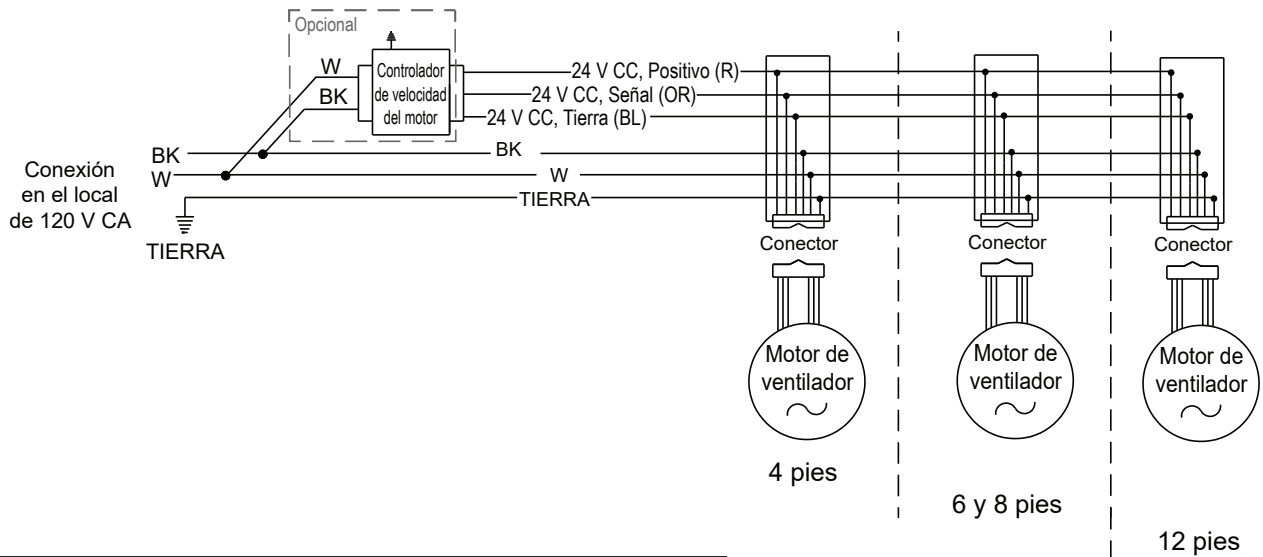 Opcional
W
BK
Controlador
de velocidad
del motor
24 V CC, Positivo (R)
24 V CC, Señal (OR)
24 V CC, Tierra (BL)
Conexión
en el local
de 120 V CA
BK
W
TIERRA
BK
W
TIERRA
Conector
Conector
Conector
Motor de
ventilador
Motor de
ventilador
Motor de
ventilador
4 pies
6 y 8 pies
12 pies